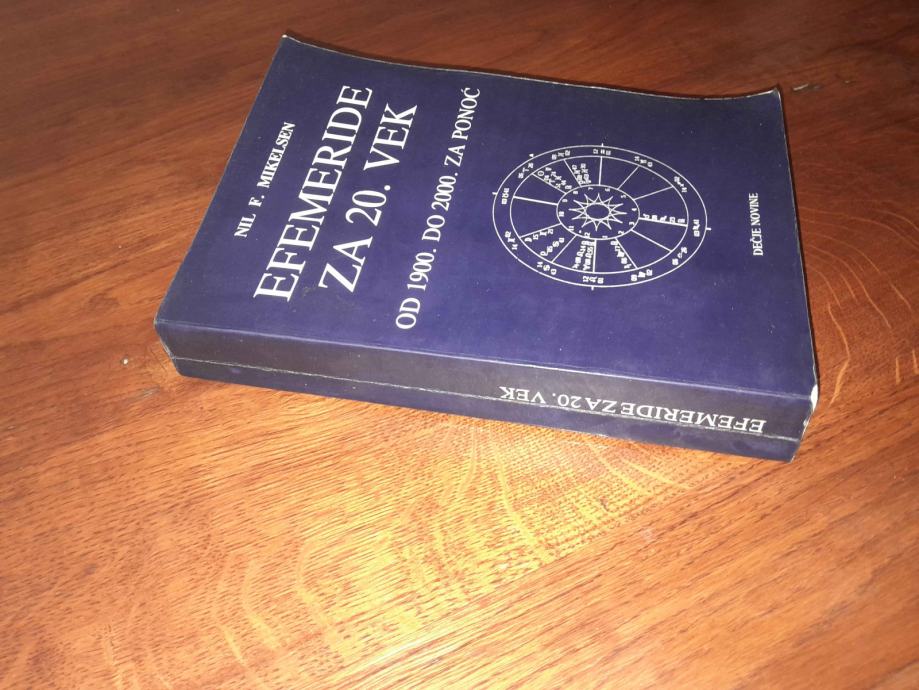 NIL F. MIKELSEN
EFEMERIDE
ZA 20. VEK
OD 1900. DO 2000. ZA PONOĆ
DEČJE NOVINE
EFEMERIDE ZA 20. VEK